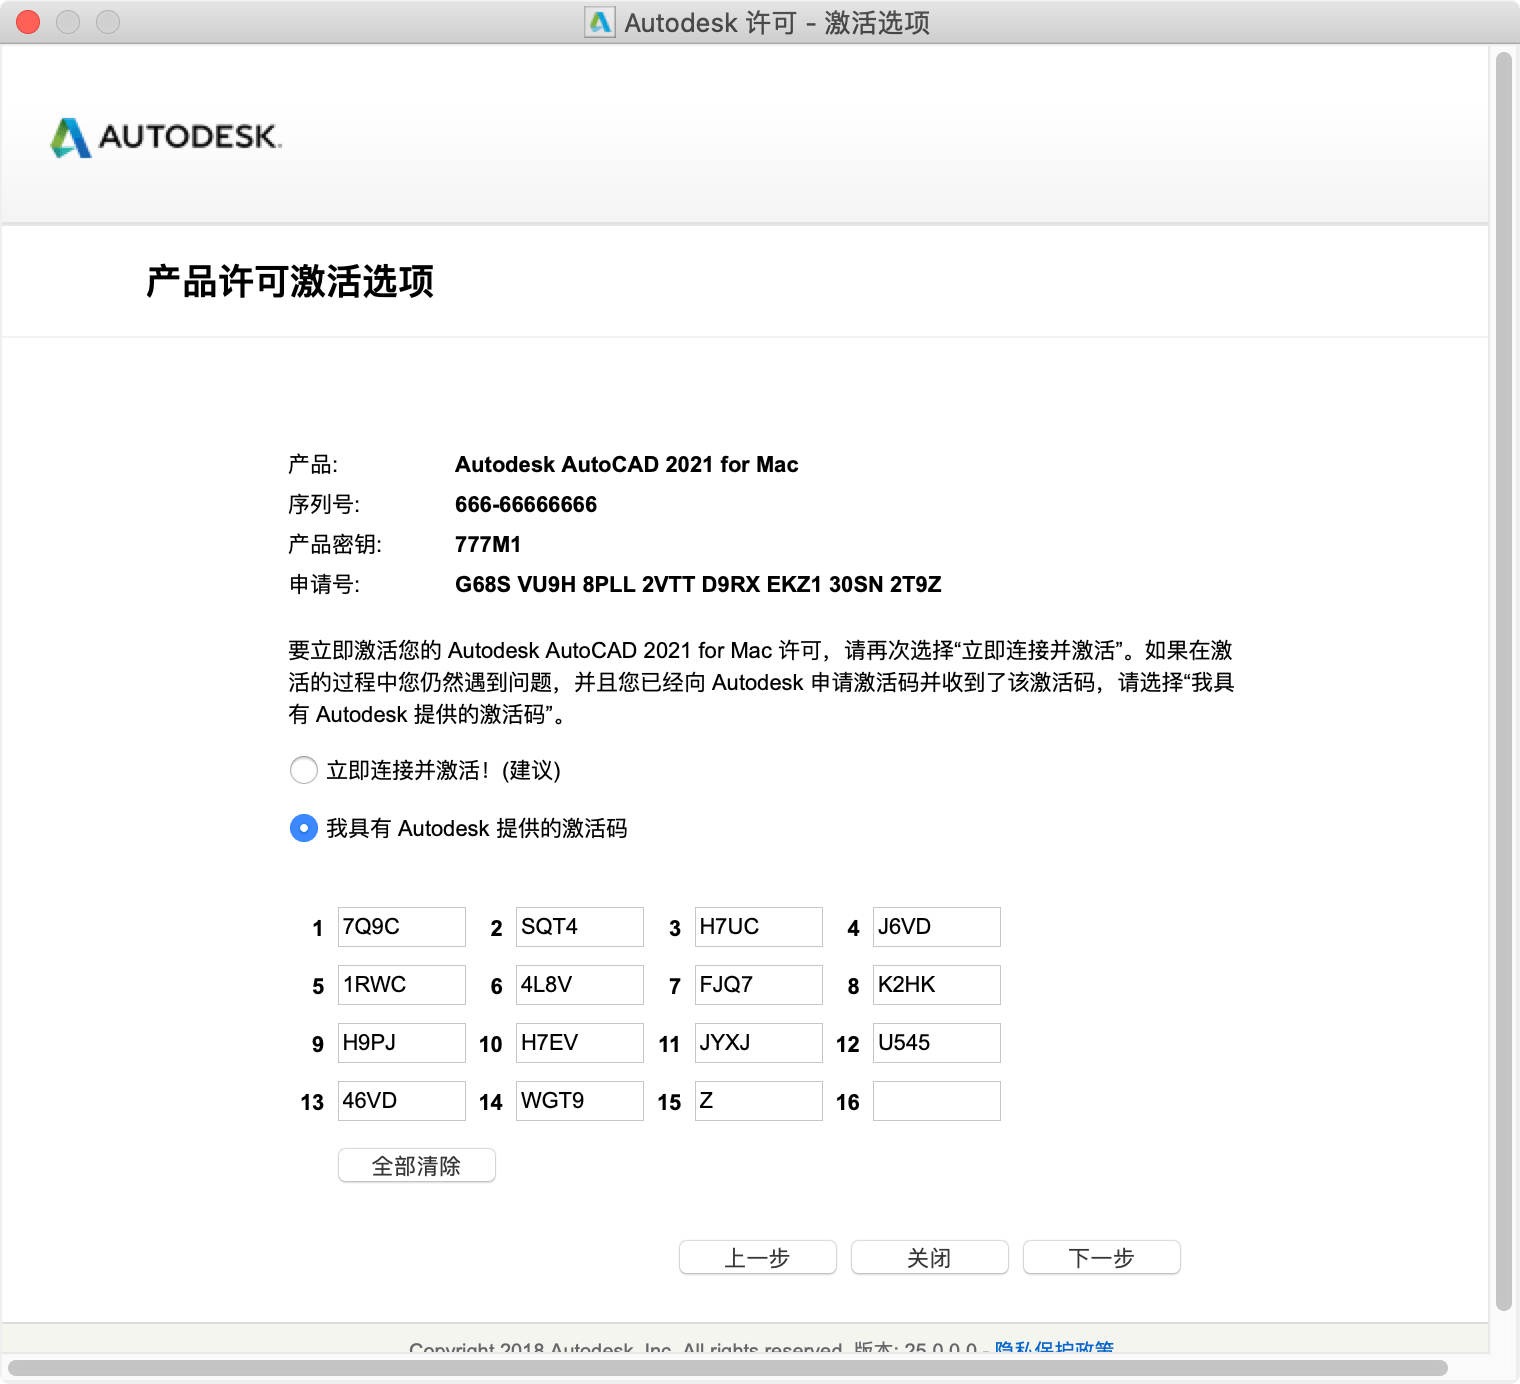 Autodesk 许可 - 激活选项
AUTODESK.
产品许可激活选项
产品: Autodesk AutoCAD 2021 for Mac
序列号: 666-66666666
产品密钥: 777M1
申请号: G68S VU9H 8PLL 2VTT D9RX EKZ1 30SN 2T9Z
要立即激活您的 Autodesk AutoCAD 2021 for Mac 许可，请再次选择“立即连接并激活”。如果在激
活的过程中您仍然遇到问题，并且您已经向 Autodesk 申请激活码并收到了该激活码，请选择“我具
有 Autodesk 提供的激活码”。
立即连接并激活！(建议)
我具有 Autodesk 提供的激活码
1 7Q9C 2 SQT4 3 H7UC 4 J6VD
5 1RWC 6 4L8V 7 FJQ7 8 K2HK
9 H9PJ 10 H7EV 11 JYXJ 12 U545
13 46VD 14 WGT9 15 Z 16
全部清除
上一步 关闭 下一步
Copyright 2018 Autodesk, Inc. All rights reserved. 版本: 25.0.0.0 - 隐私保护政策